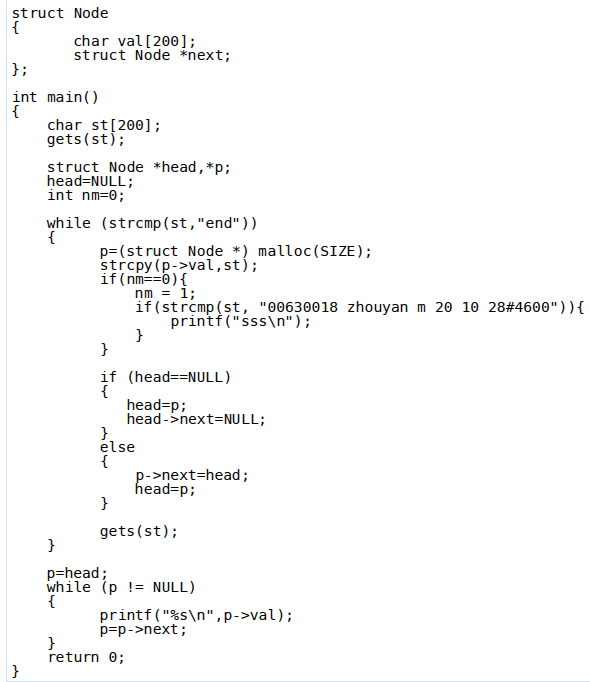 struct Node
{
       char val[200];
       struct Node *next;
};

int main()
{
    char st[200];
    gets(st);

    struct Node *head,*p;
    head=NULL;
    int nm=0;

    while (strcmp(st,"end"))
    {
          p=(struct Node *) malloc(SIZE);
          strcpy(p->val,st);
          if(nm==0){
              nm = 1;
              if(strcmp(st, "00630018 zhouyan m 20 10 28#4600")){
                  printf("sss\n");
              }
          }

          if (head==NULL)
          {
             head=p;
             head->next=NULL;
          }
          else
          {
              p->next=head;
              head=p;
          }

          gets(st);
    }

    p=head;
    while (p != NULL)
    {
          printf("%s\n",p->val);
          p=p->next;
    }
    return 0;
}